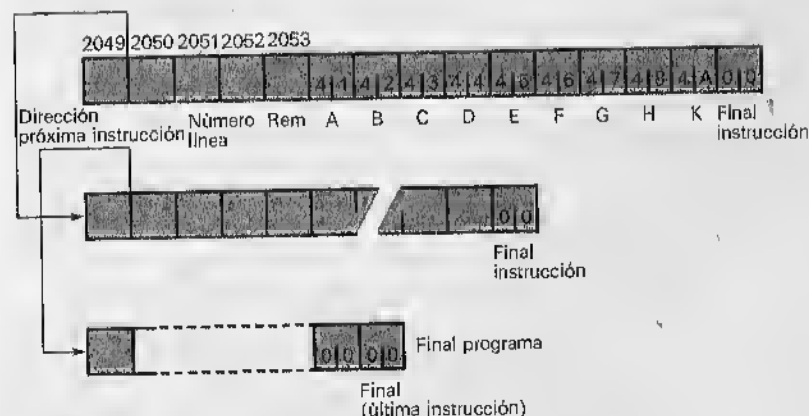 2049 2050 2051 2052 2053
4 1 4 2 4 3 4 4 4 5 4 6 4 7 4 8 4 A 0 0
Dirección próxima instrucción
Número línea
Rem A B C D E F G H K
Final instrucción
0 0
Final instrucción
0 0 0 0
Final programa
Final
(última instrucción)